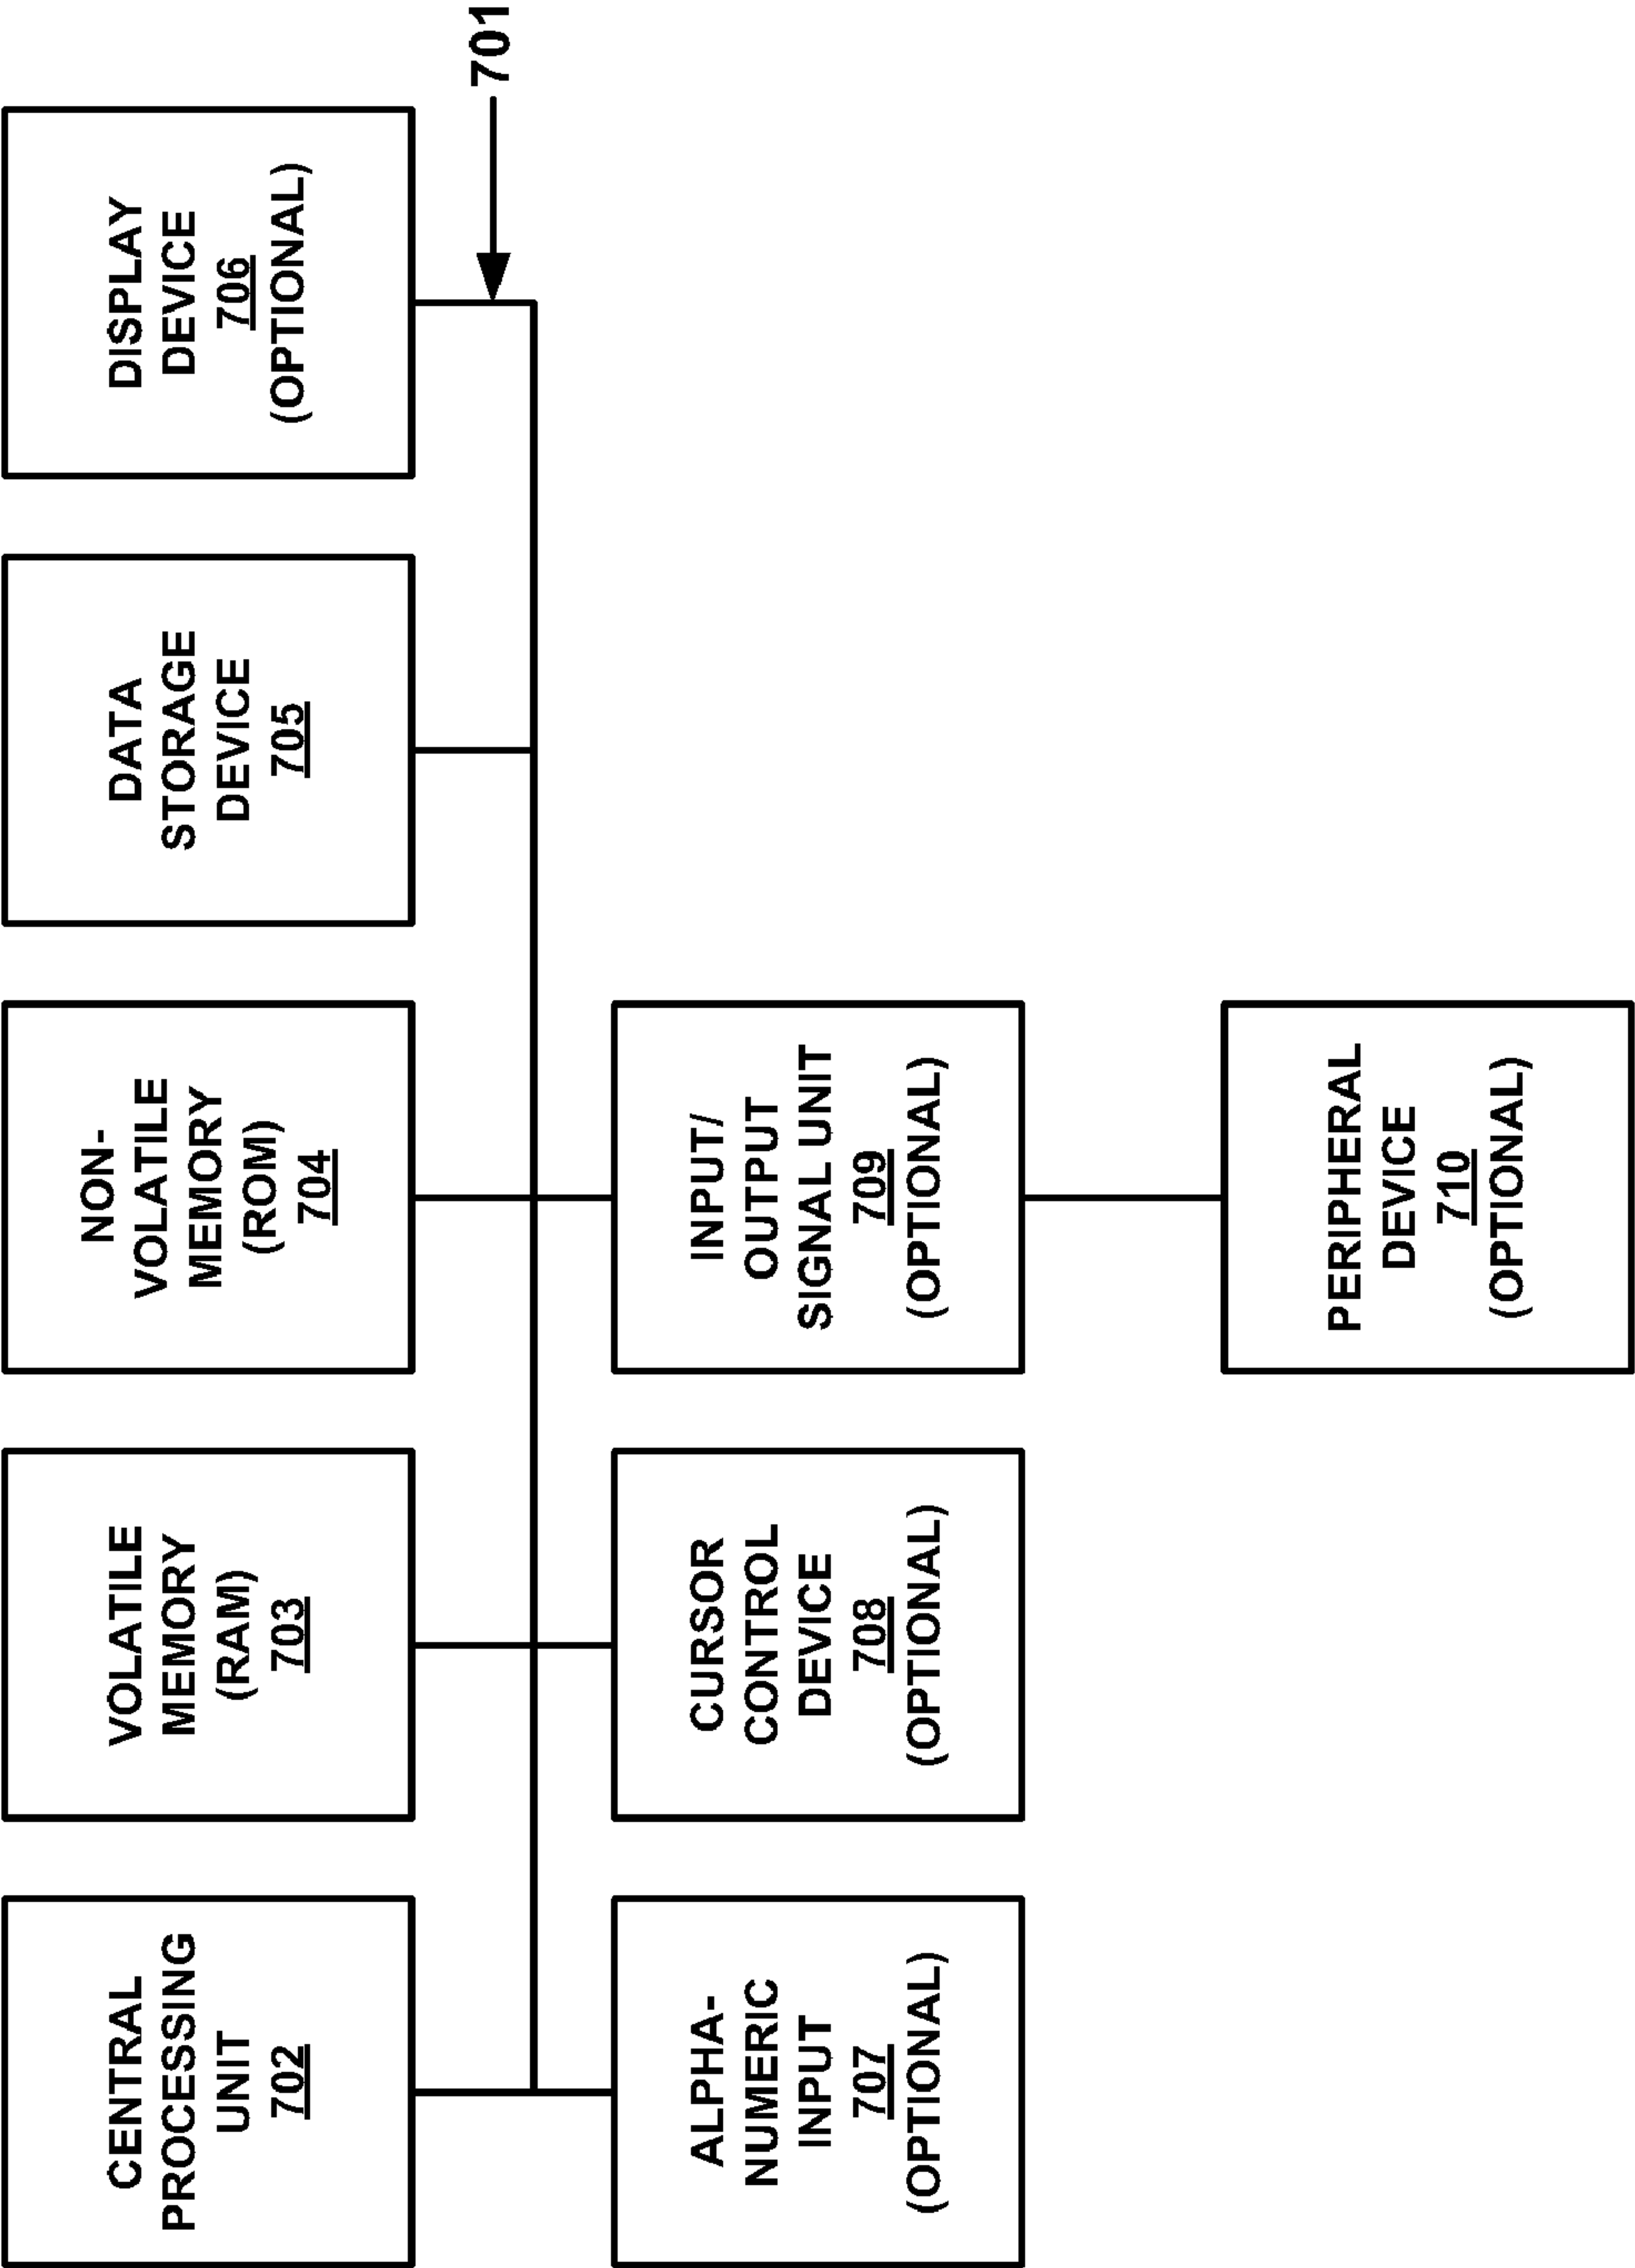 CENTRAL
PROCESSING
UNIT
702
VOLATILE
MEMORY
(RAM)
703
NON-
VOLATILE
MEMORY
(ROM)
704
DATA
STORAGE
DEVICE
705
DISPLAY
DEVICE
706
(OPTIONAL)
701
ALPHA-
NUMERIC
INPUT
707
(OPTIONAL)
CURSOR
CONTROL
DEVICE
708
(OPTIONAL)
INPUT/
OUTPUT
SIGNAL UNIT
709
(OPTIONAL)
PERIPHERAL
DEVICE
710
(OPTIONAL)